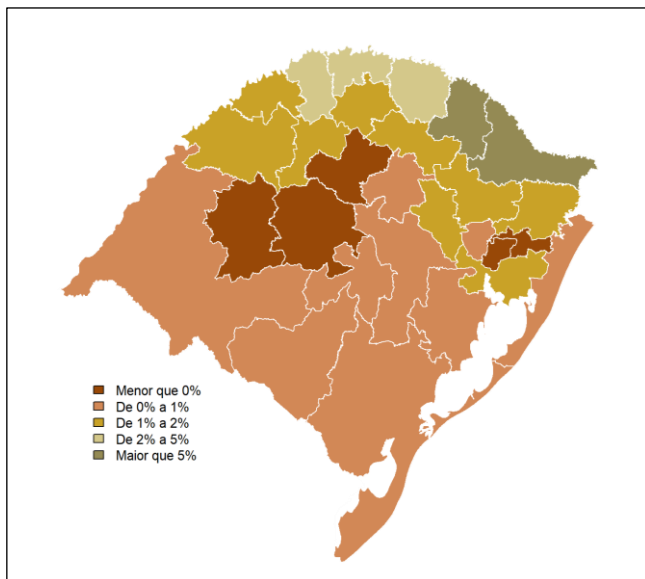 Menor que 0%
De 0% a 1%
De 1% a 2%
De 2% a 5%
Maior que 5%